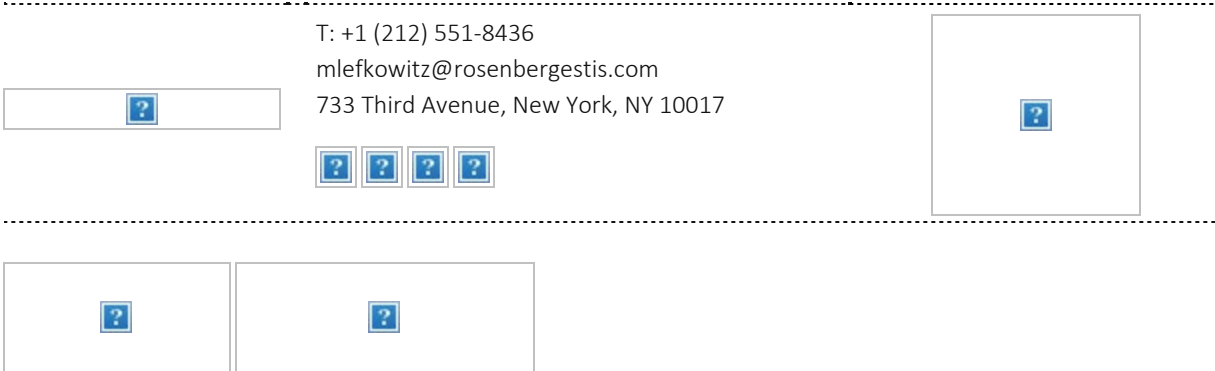 T: +1 (212) 551-8436
mlefkowitz@rosenbergestis.com
733 Third Avenue, New York, NY 10017